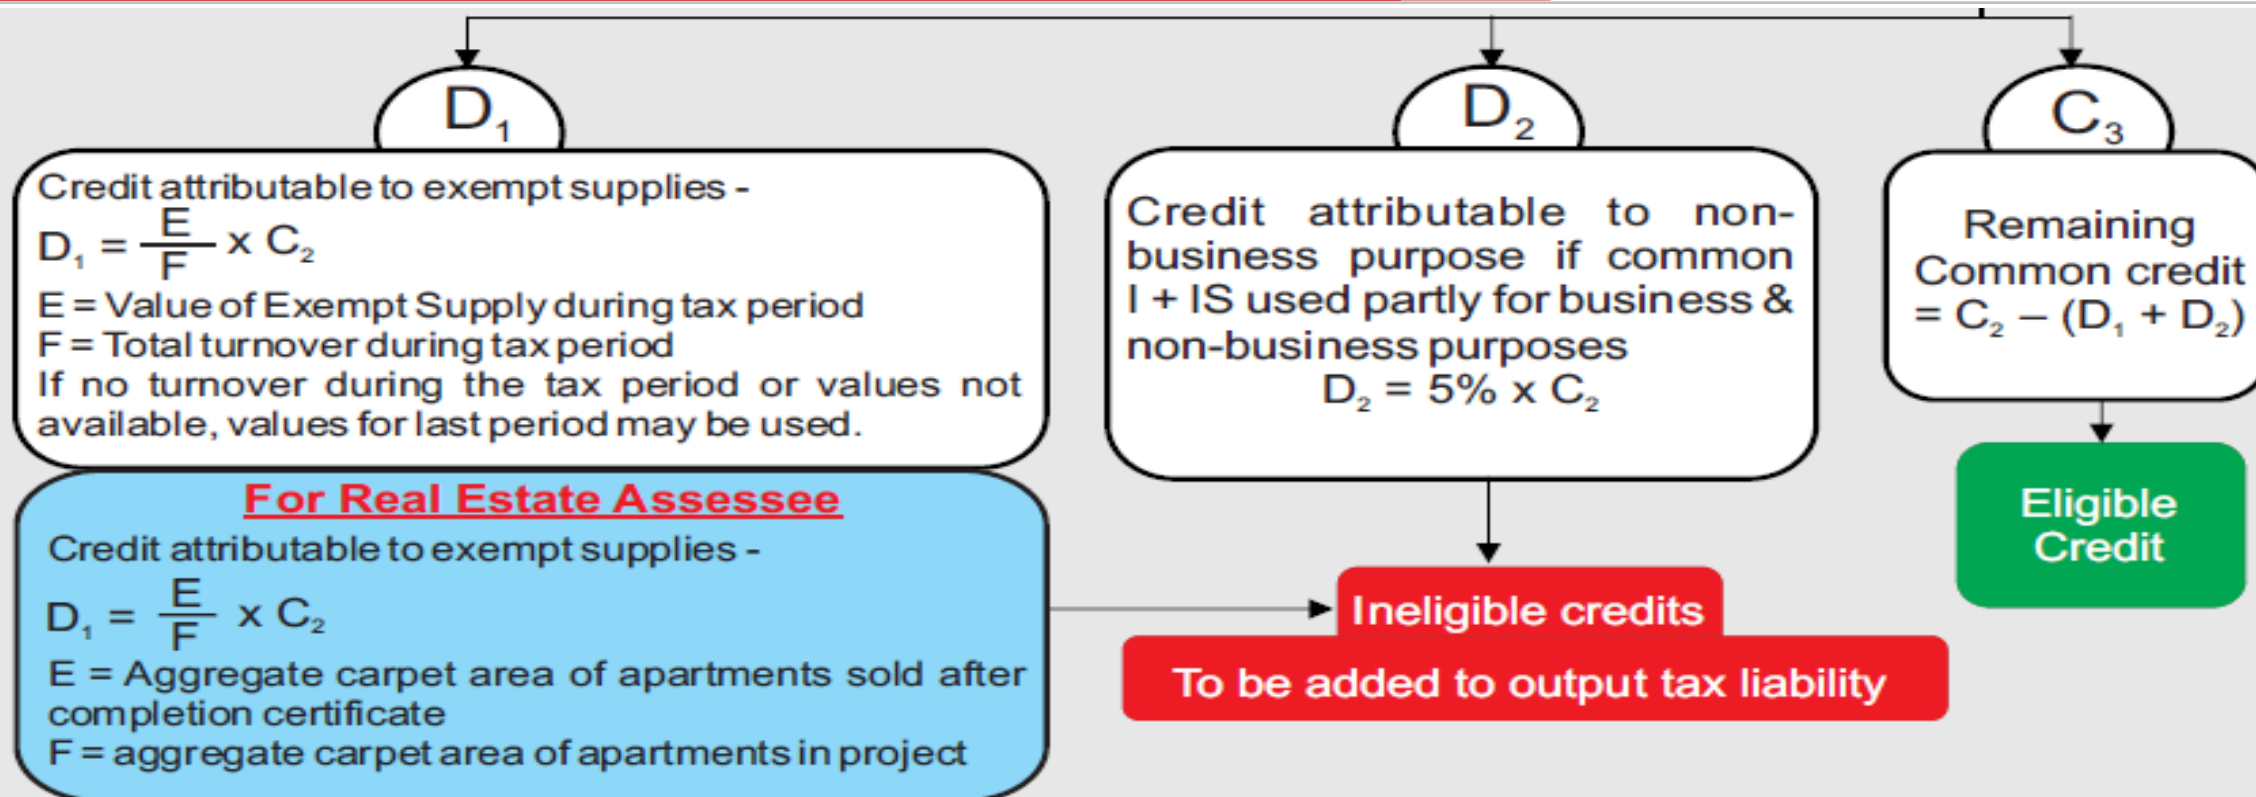 D₁
Credit attributable to exempt supplies -
D₁ = E/F x C₂
E = Value of Exempt Supply during tax period
F = Total turnover during tax period
If no turnover during the tax period or values not
available, values for last period may be used.
For Real Estate Assessee
Credit attributable to exempt supplies -
D₁ = E/F x C₂
E = Aggregate carpet area of apartments sold after
completion certificate
F = aggregate carpet area of apartments in project
D₂
Credit attributable to non-
business purpose if common
I + IS used partly for business &
non-business purposes
D₂ = 5% x C₂
Ineligible credits
To be added to output tax liability
C₃
Remaining
Common credit
= C₂ – (D₁ + D₂)
Eligible
Credit